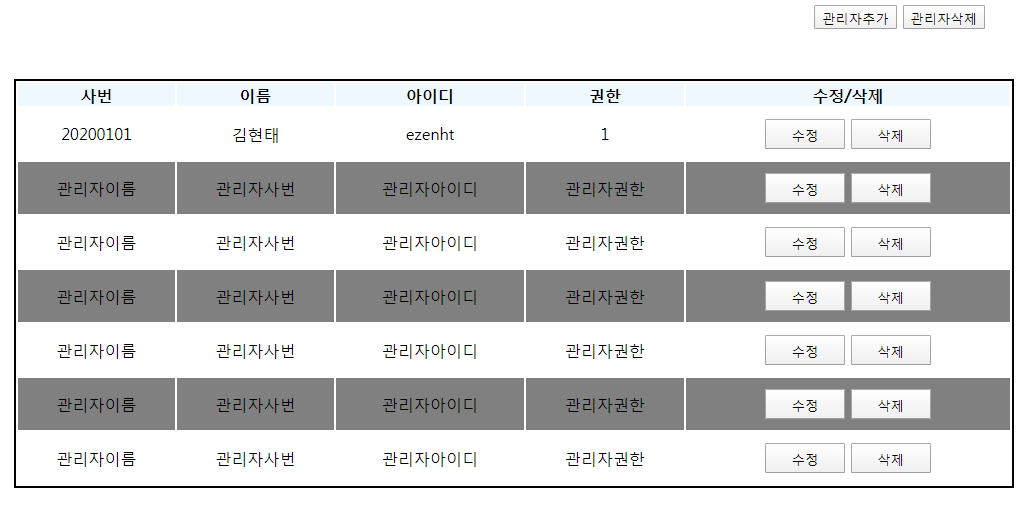 관리자추가 관리자삭제
사번 이름 아이디 권한 수정/삭제
20200101 김현태 ezenht 1 수정 삭제
관리자이름 관리자사번 관리자아이디 관리자권한 수정 삭제
관리자이름 관리자사번 관리자아이디 관리자권한 수정 삭제
관리자이름 관리자사번 관리자아이디 관리자권한 수정 삭제
관리자이름 관리자사번 관리자아이디 관리자권한 수정 삭제
관리자이름 관리자사번 관리자아이디 관리자권한 수정 삭제
관리자이름 관리자사번 관리자아이디 관리자권한 수정 삭제